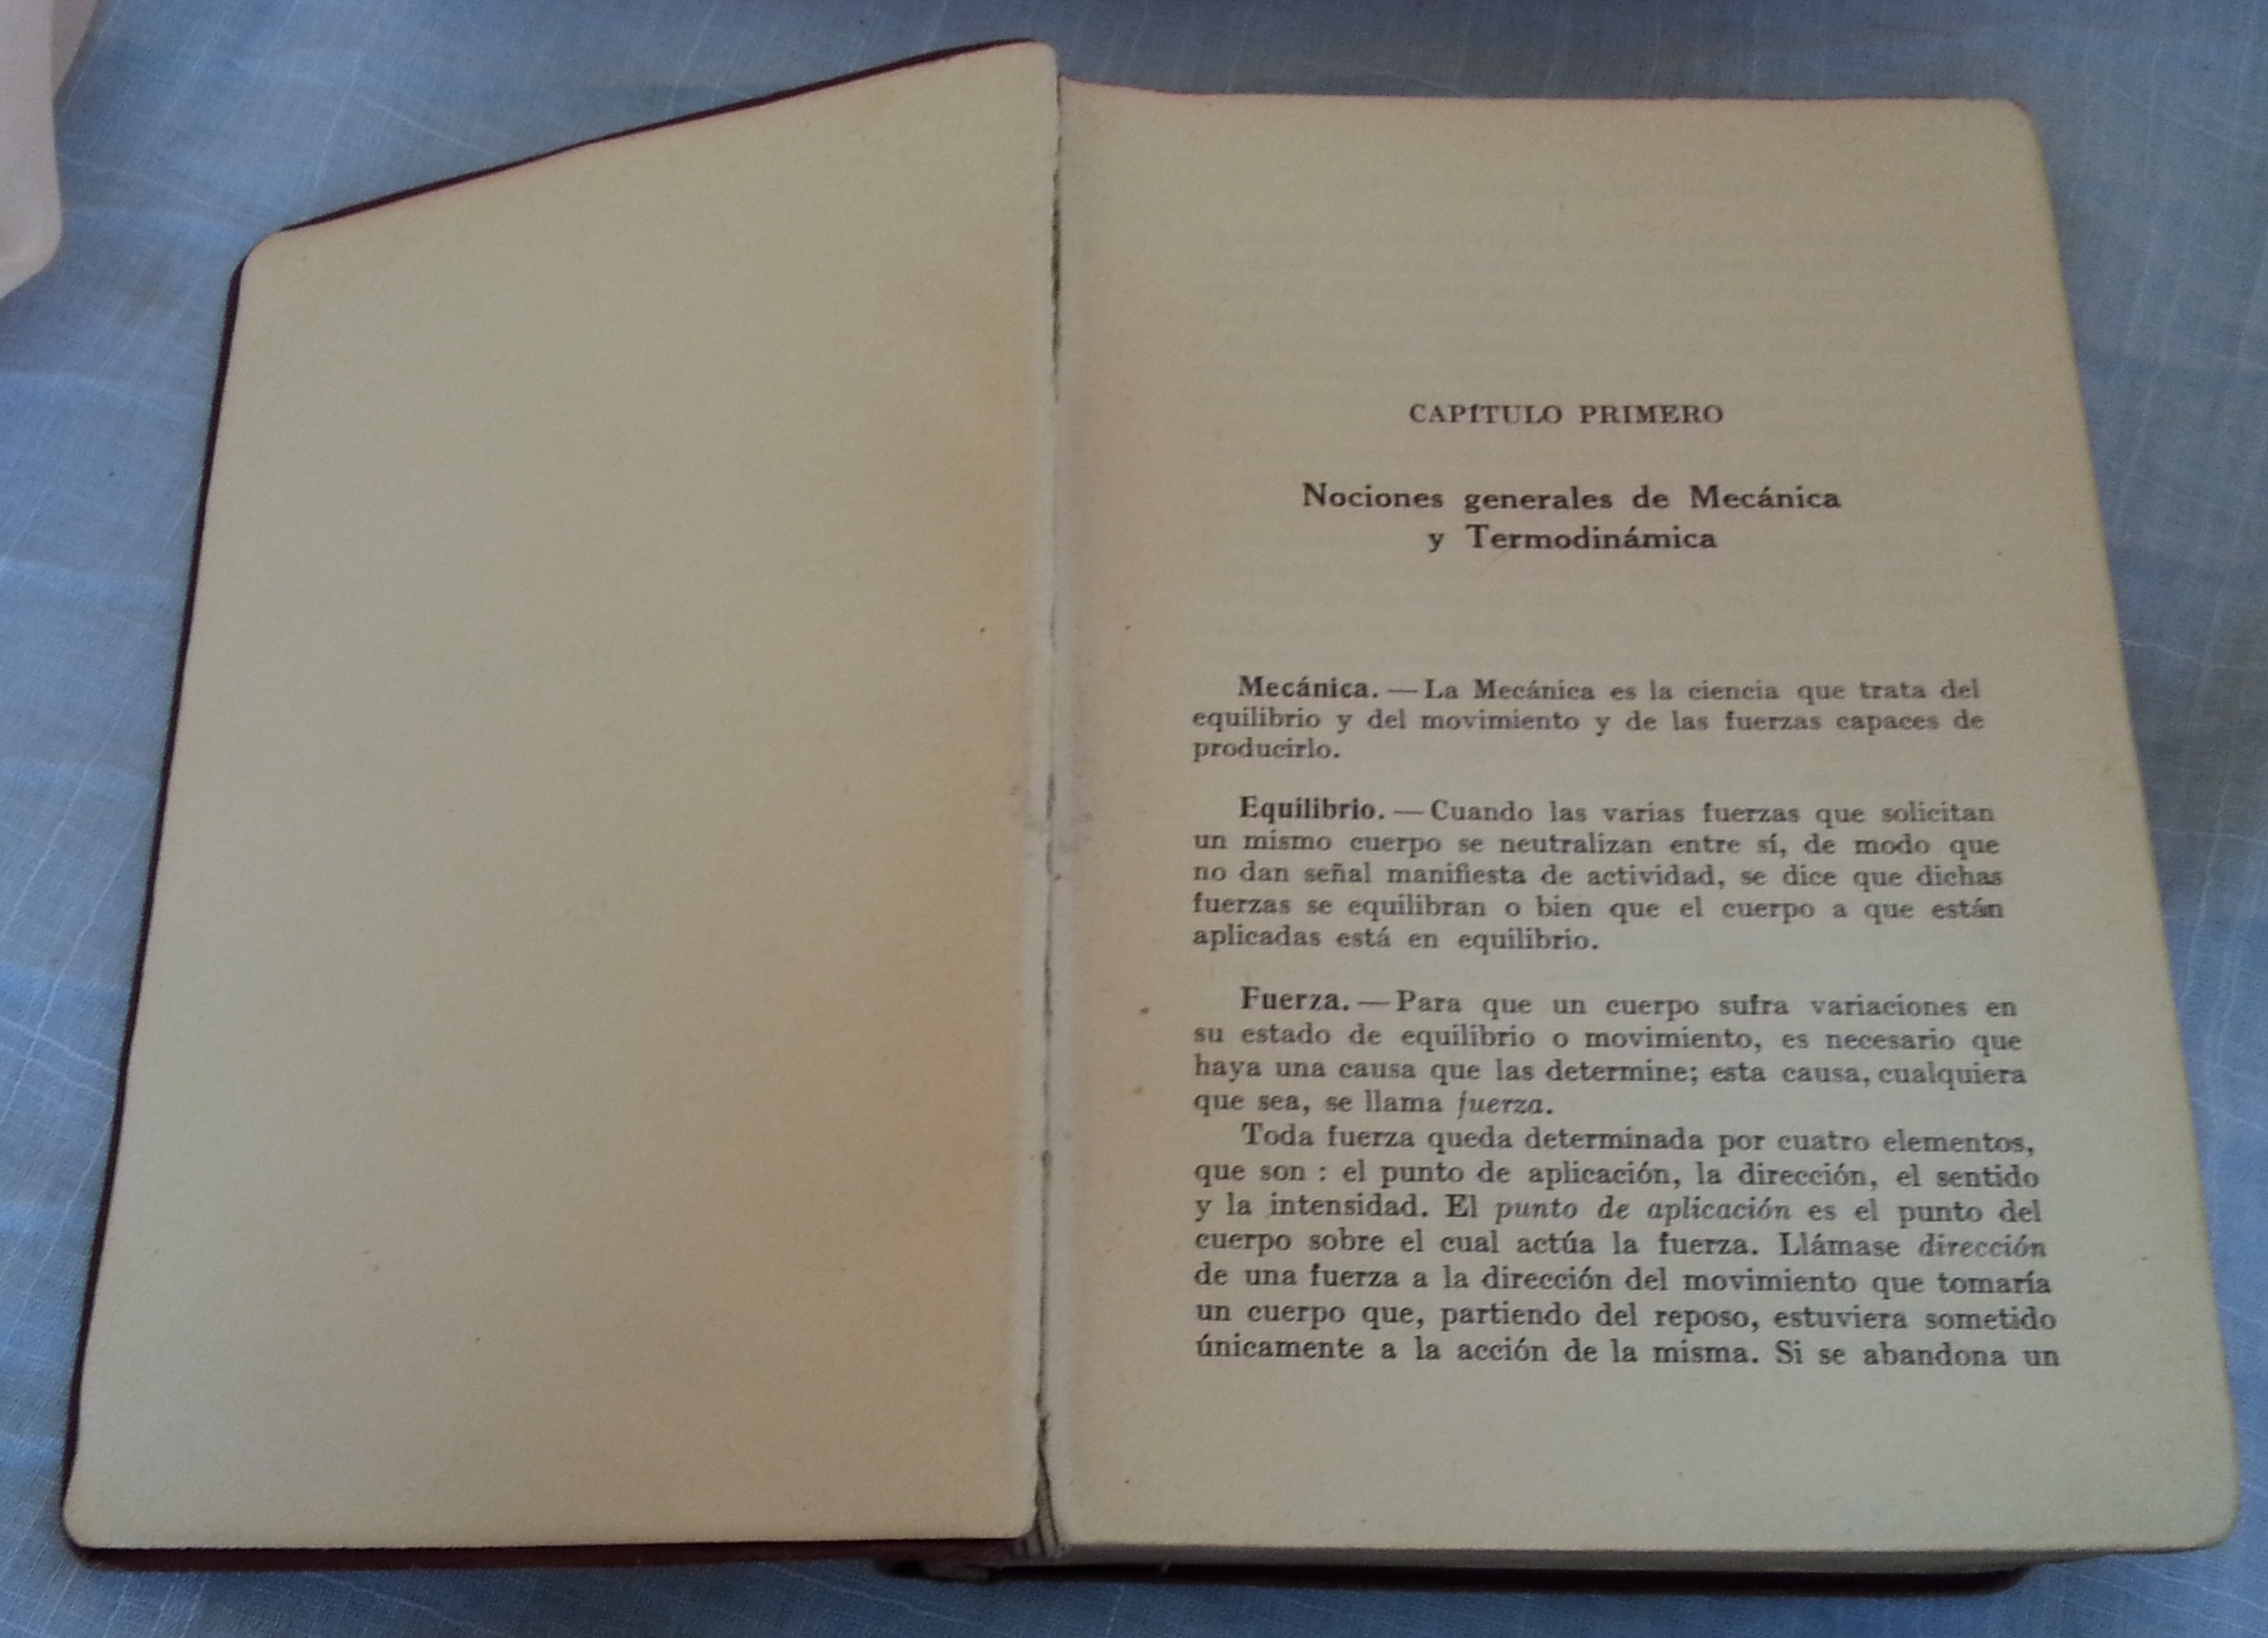 CAPÍTULO PRIMERO
Nociones generales de Mecánica
y Termodinámica
Mecánica. — La Mecánica es la ciencia que trata del
equilibrio y del movimiento y de las fuerzas capaces de
producirlo.
Equilibrio. — Cuando las varias fuerzas que solicitan
un mismo cuerpo se neutralizan entre sí, de modo que
no dan señal manifiesta de actividad, se dice que dichas
fuerzas se equilibran o bien que el cuerpo a que están
aplicadas está en equilibrio.
Fuerza. — Para que un cuerpo sufra variaciones en
su estado de equilibrio o movimiento, es necesario que
haya una causa que las determine; esta causa, cualquiera
que sea, se llama fuerza.
Toda fuerza queda determinada por cuatro elementos,
que son : el punto de aplicación, la dirección, el sentido
y la intensidad. El punto de aplicación es el punto del
cuerpo sobre el cual actúa la fuerza. Llámase dirección
de una fuerza a la dirección del movimiento que tomaría
un cuerpo que, partiendo del reposo, estuviera sometido
únicamente a la acción de la misma. Si se abandona un